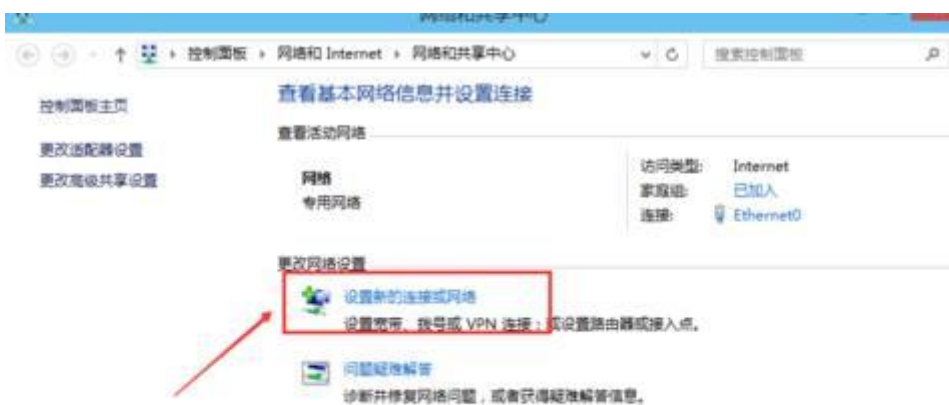 网络和共享中心
控制面板 网络和 Internet 网络和共享中心 搜索控制面板
控制面板主页
更改适配器设置
更改高级共享设置
查看基本网络信息并设置连接
查看活动网络
网络
专用网络
访问类型: Internet
家庭组: 已加入
连接: Ethernet0
更改网络设置
设置新的连接或网络
设置宽带、拨号或 VPN 连接；或设置路由器或接入点。
问题疑难解答
诊断并修复网络问题，或者获得疑难解答信息。